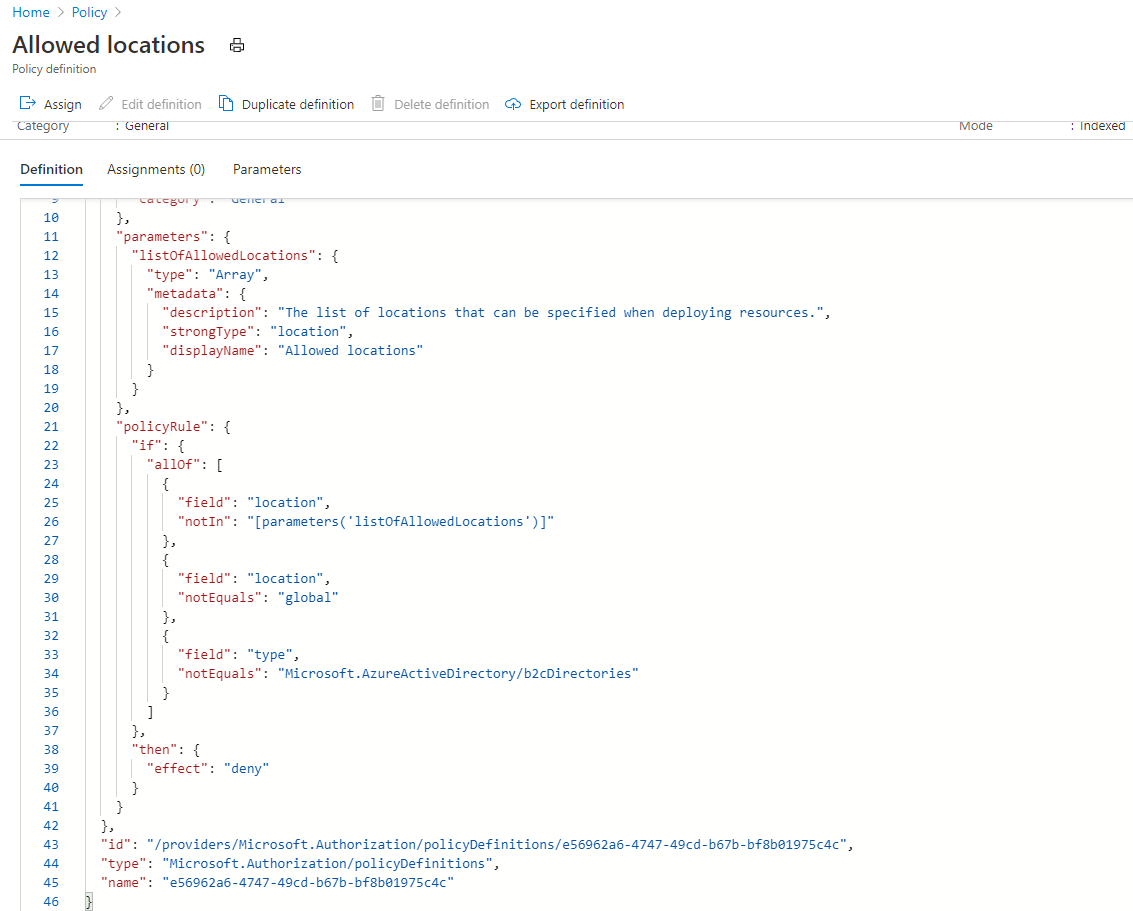 Home > Policy >
Allowed locations
Policy definition
Assign Edit definition Duplicate definition Delete definition Export definition
Category : General Mode : Indexed
Definition Assignments (0) Parameters
9 "category": "General"
10 },
11 "parameters": {
12 "listOfAllowedLocations": {
13 "type": "Array",
14 "metadata": {
15 "description": "The list of locations that can be specified when deploying resources.",
16 "strongType": "location",
17 "displayName": "Allowed locations"
18 }
19 }
20 },
21 "policyRule": {
22 "if": {
23 "allOf": [
24 {
25 "field": "location",
26 "notIn": "[parameters('listOfAllowedLocations')]"
27 },
28 {
29 "field": "location",
30 "notEquals": "global"
31 },
32 {
33 "field": "type",
34 "notEquals": "Microsoft.AzureActiveDirectory/b2cDirectories"
35 }
36 ]
37 },
38 "then": {
39 "effect": "deny"
40 }
41 }
42 },
43 "id": "/providers/Microsoft.Authorization/policyDefinitions/e56962a6-4747-49cd-b67b-bf8b01975c4c",
44 "type": "Microsoft.Authorization/policyDefinitions",
45 "name": "e56962a6-4747-49cd-b67b-bf8b01975c4c"
46 }